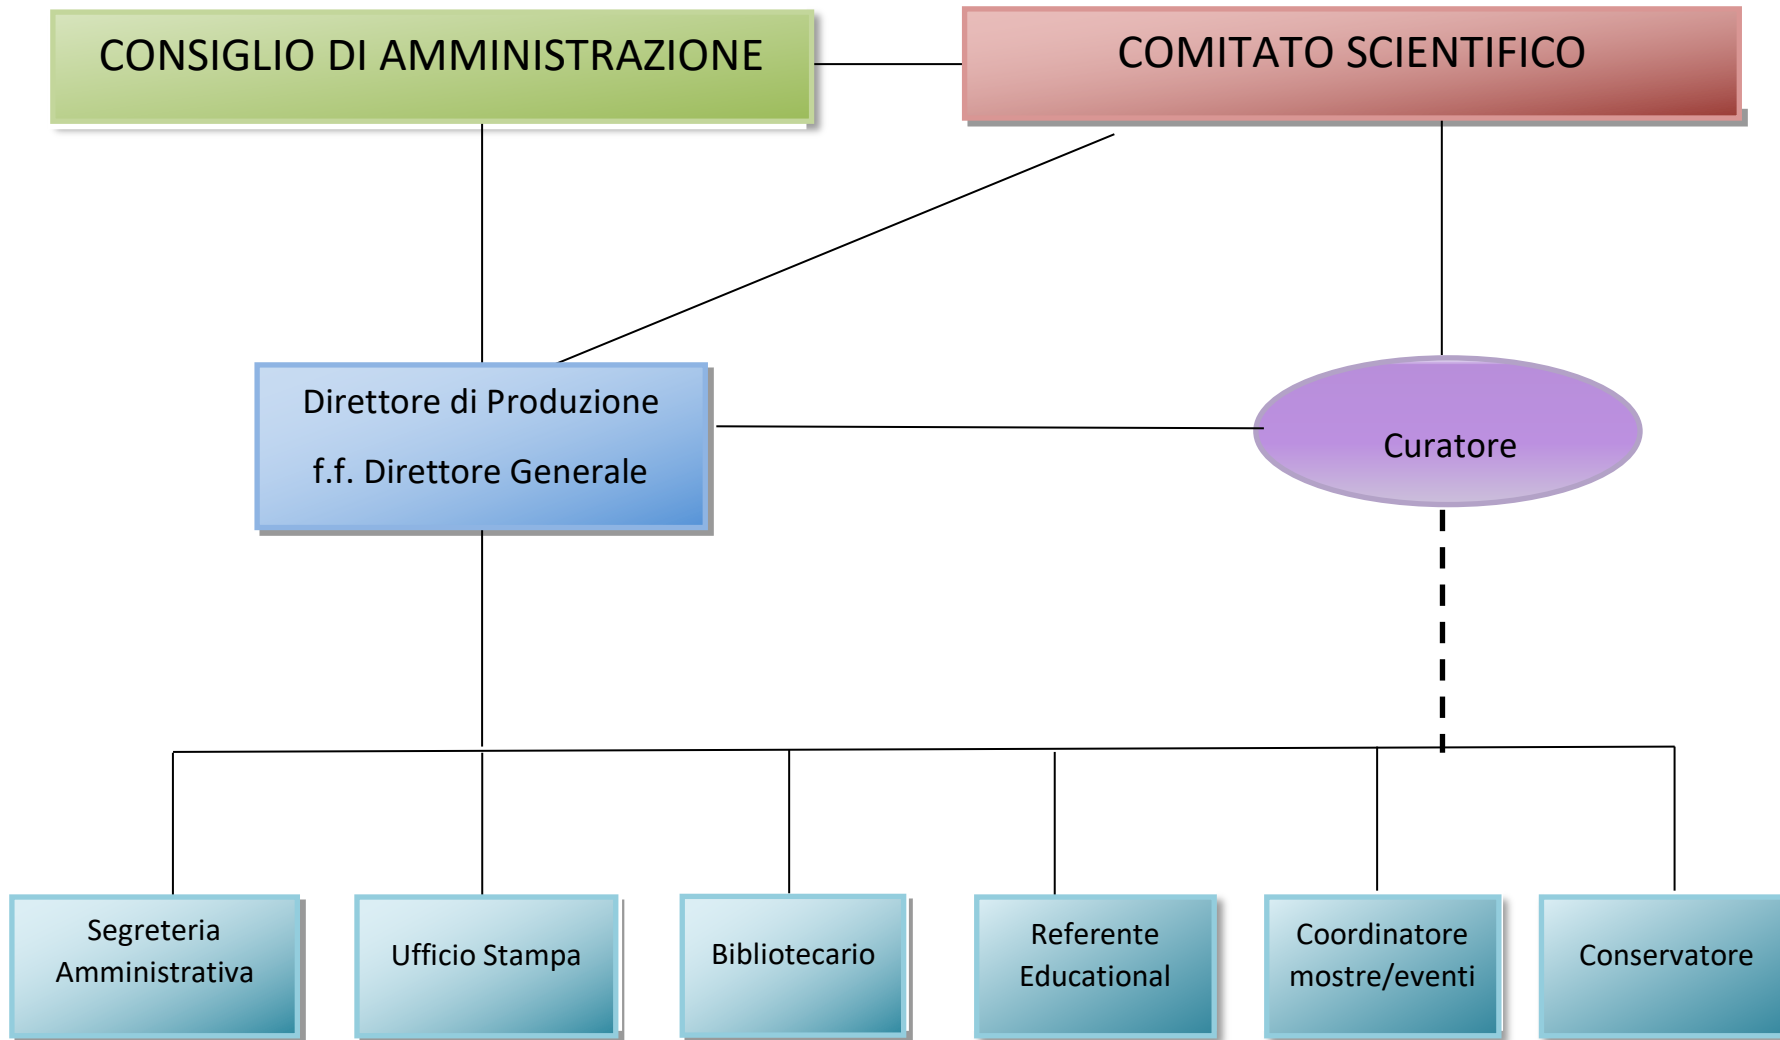 CONSIGLIO DI AMMINISTRAZIONE
COMITATO SCIENTIFICO
Direttore di Produzione
f.f. Direttore Generale
Curatore
Segreteria
Amministrativa
Ufficio Stampa
Bibliotecario
Referente
Educational
Coordinatore
mostre/eventi
Conservatore